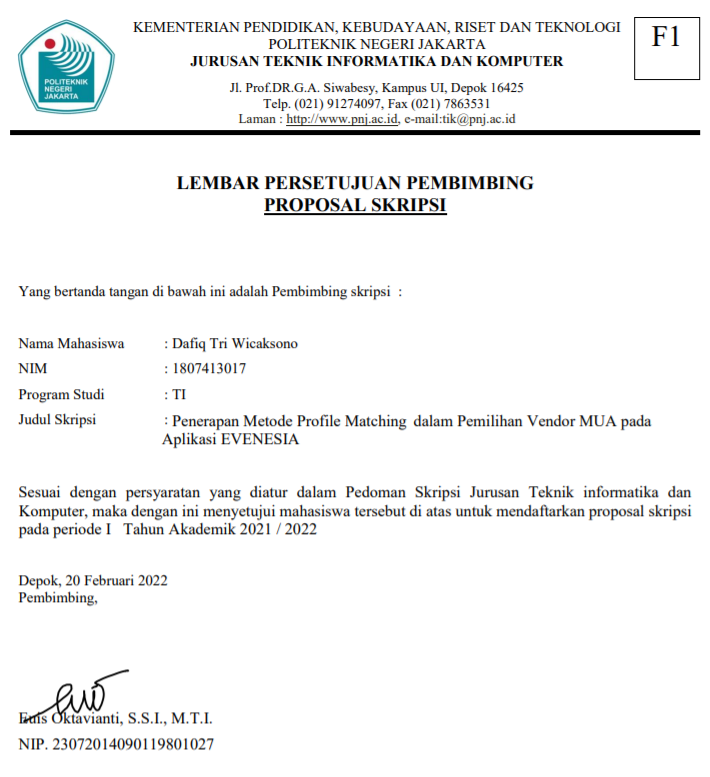 KEMENTERIAN PENDIDIKAN, KEBUDAYAAN, RISET DAN TEKNOLOGI
POLITEKNIK NEGERI JAKARTA
JURUSAN TEKNIK INFORMATIKA DAN KOMPUTER
Jl. Prof.DR.G.A. Siwabesy, Kampus UI, Depok 16425
Telp. (021) 91274097, Fax (021) 7863531
Laman : http://www.pnj.ac.id, e-mail:tik@pnj.ac.id
F1
POLITEKNIK
NEGERI
JAKARTA
LEMBAR PERSETUJUAN PEMBIMBING
PROPOSAL SKRIPSI
Yang bertanda tangan di bawah ini adalah Pembimbing skripsi :
Nama Mahasiswa : Dafiq Tri Wicaksono
NIM : 1807413017
Program Studi : TI
Judul Skripsi : Penerapan Metode Profile Matching dalam Pemilihan Vendor MUA pada
Aplikasi EVENESIA
Sesuai dengan persyaratan yang diatur dalam Pedoman Skripsi Jurusan Teknik informatika dan
Komputer, maka dengan ini menyetujui mahasiswa tersebut di atas untuk mendaftarkan proposal skripsi
pada periode I Tahun Akademik 2021 / 2022
Depok, 20 Februari 2022
Pembimbing,
Euis Oktavianti, S.S.I., M.T.I.
NIP. 23072014090119801027